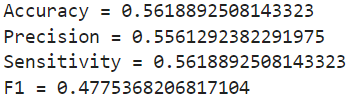 Accuracy = 0.5618892508143323
Precision = 0.5561292382291975
Sensitivity = 0.5618892508143323
F1 = 0.4775368206817104